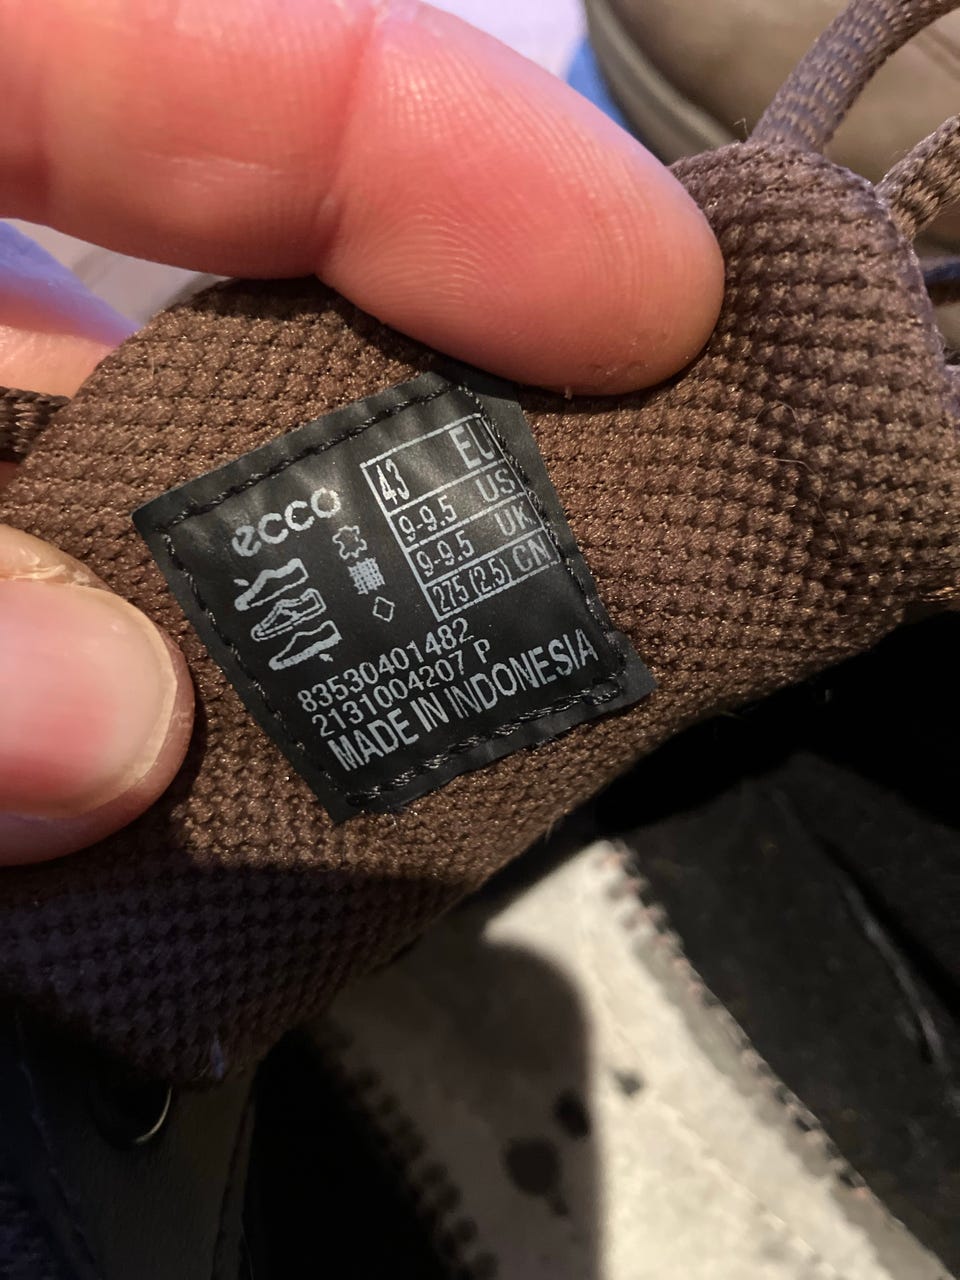 ecco
43 EU
9-9.5 US
9-9.5 UK
275 (2.5) CN
83530401482
2131004207 P
MADE IN INDONESIA